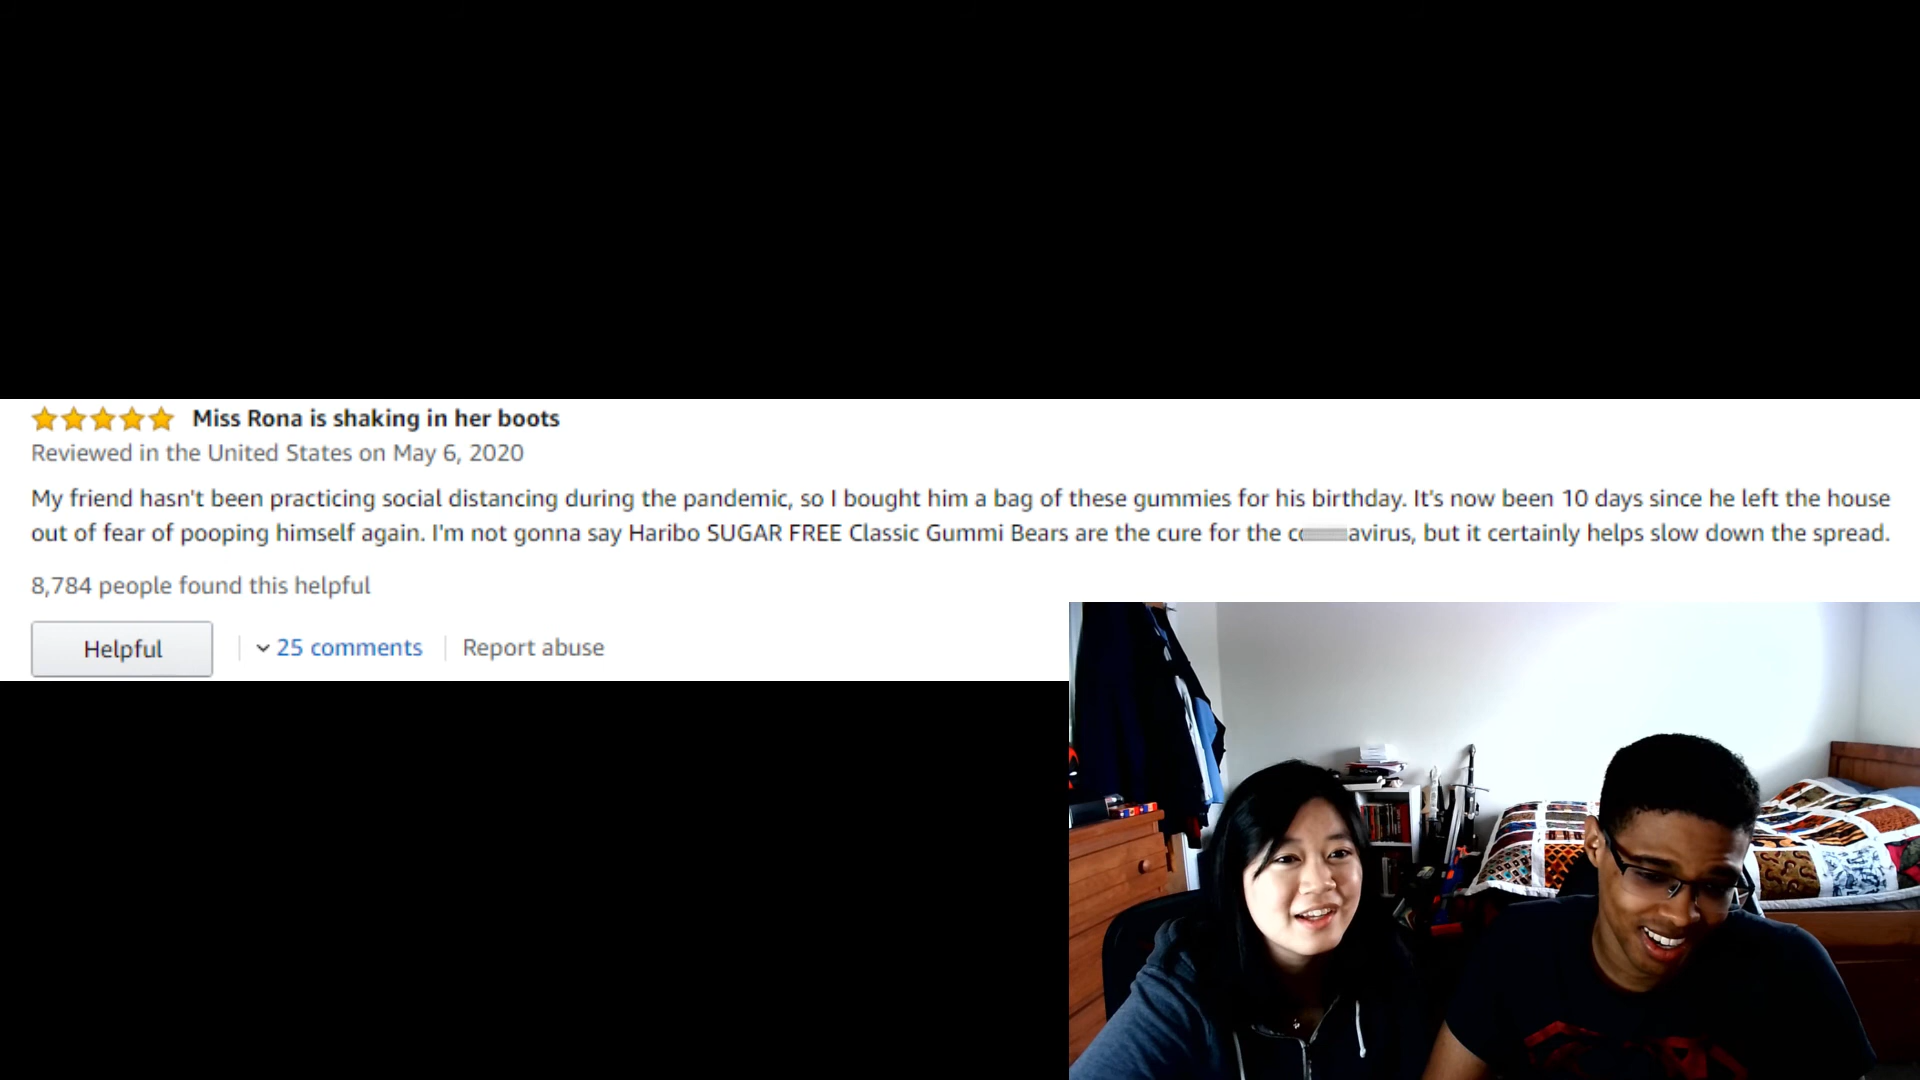 Miss Rona is shaking in her boots
Reviewed in the United States on May 6, 2020
My friend hasn't been practicing social distancing during the pandemic, so I bought him a bag of these gummies for his birthday. It's now been 10 days since he left the house
out of fear of pooping himself again. I'm not gonna say Haribo SUGAR FREE Classic Gummi Bears are the cure for the c avirus, but it certainly helps slow down the spread.
8,784 people found this helpful
Helpful 25 comments Report abuse